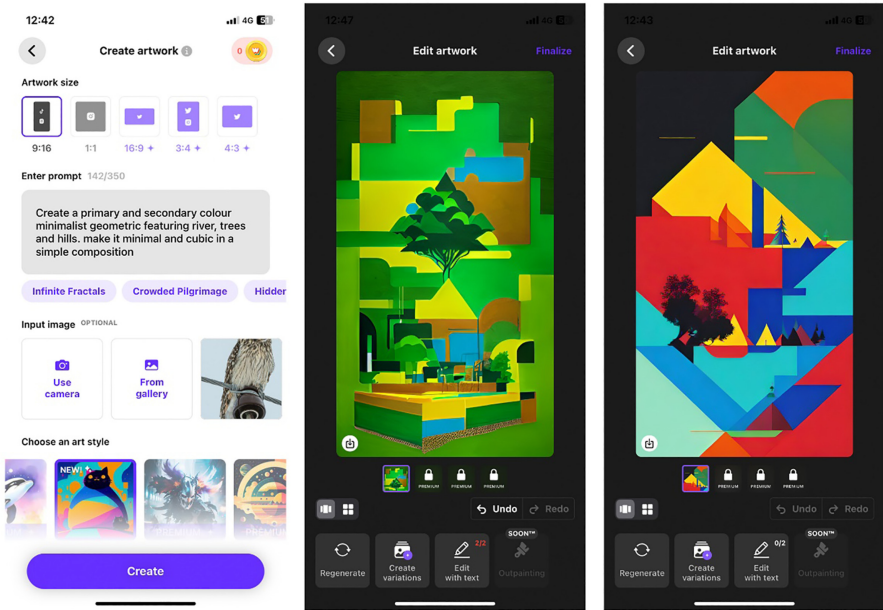 12:42
4G 51
Create artwork
0
Artwork size
9:16
1:1
16:9
3:4
4:3
Enter prompt 142/350
Create a primary and secondary colour
minimalist geometric featuring river, trees
and hills. make it minimal and cubic in a
simple composition
Infinite Fractals
Crowded Pilgrimage
Hidden
Input image OPTIONAL
Use
camera
From
gallery
Choose an art style
NEW!
PREMIUM
Create
12:47
4G
Edit artwork
Finalize
PREMIUM
PREMIUM
PREMIUM
Undo
Redo
SOON™
Regenerate
Create
variations
2/2
Edit
with text
Outpainting
12:43
4G
Edit artwork
Finalize
PREMIUM
PREMIUM
PREMIUM
Undo
Redo
SOON™
Regenerate
Create
variations
0/2
Edit
with text
Outpainting